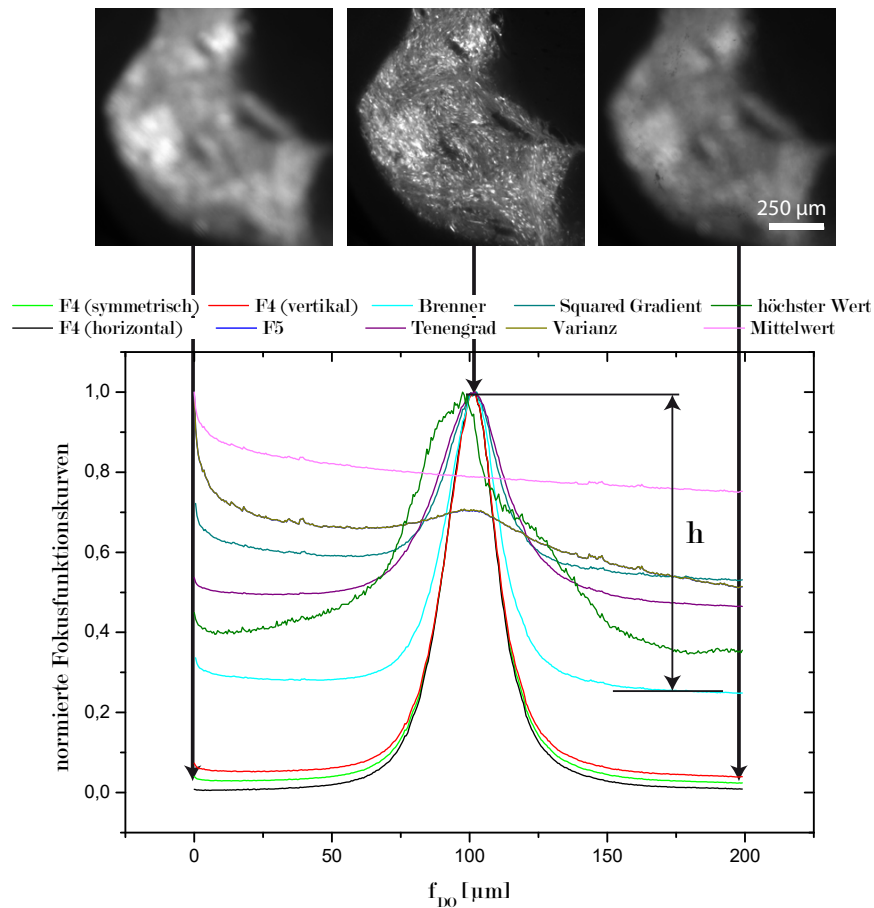 250 µm
F4 (symmetrisch) F4 (vertikal) Brenner Squared Gradient höchster Wert
F4 (horizontal) F5 Tenengrad Varianz Mittelwert
1,0
0,8
0,6
0,4
0,2
0,0
h
normierte Fokusfunktionskurven
0 50 100 150 200
f_DO [µm]